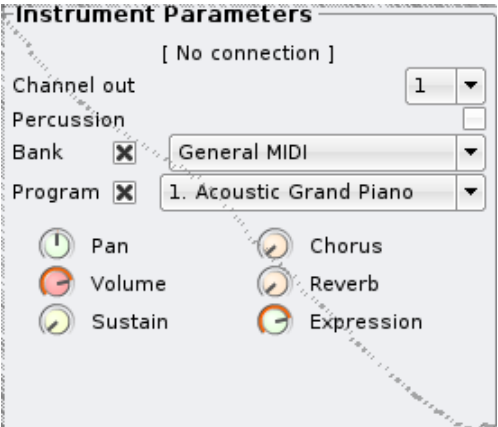 Instrument Parameters
[ No connection ]
Channel out 1
Percussion
Bank General MIDI
Program 1. Acoustic Grand Piano
Pan Chorus
Volume Reverb
Sustain Expression